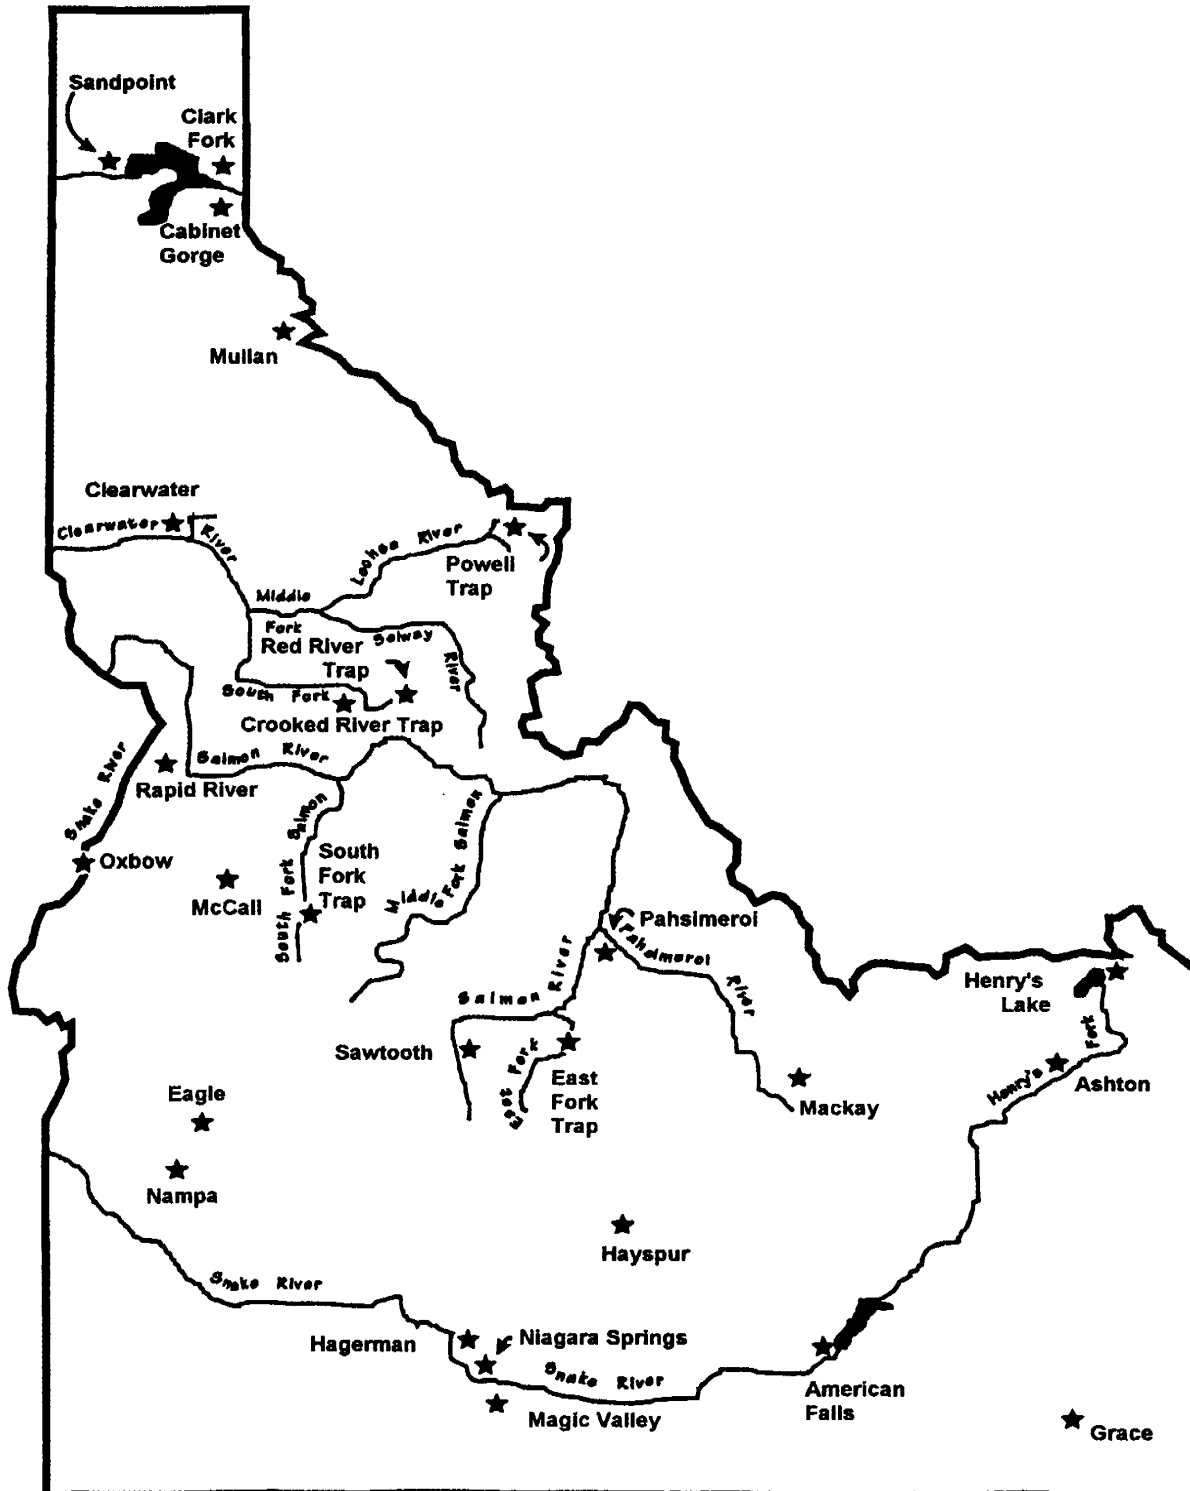 Sandpoint
Clark
Fork
Cabinet
Gorge
Mullan
Clearwater
Clearwater River
Lochsa River
Powell
Trap
Middle
Fork
Selway River
Red River
Trap
South Fork
Crooked River Trap
Salmon River
Snake River
Rapid River
Oxbow
McCall
South Fork Salmon
South
Fork
Trap
Middle Fork Salmon
Pahsimeroi
Pahsimeroi River
Henry's
Lake
Salmon River
Sawtooth
East Fork
East
Fork
Trap
Henry's Fork
Ashton
Mackay
Eagle
Nampa
Hayspur
Snake River
Hagerman
Niagara Springs
Snake River
Magic Valley
American
Falls
Grace